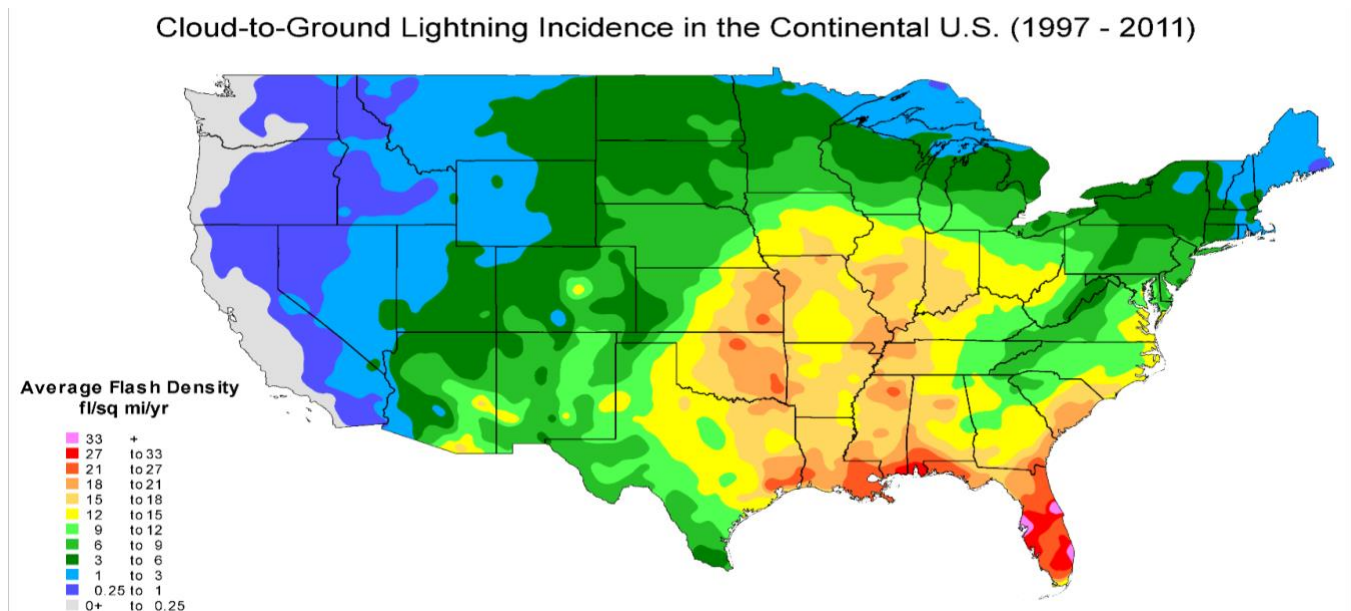 Cloud-to-Ground Lightning Incidence in the Continental U.S. (1997 - 2011)
Average Flash Density
fl/sq mi/yr
33 +
27 to 33
21 to 27
18 to 21
15 to 18
12 to 15
9 to 12
6 to 9
3 to 6
1 to 3
0.25 to 1
0+ to 0.25